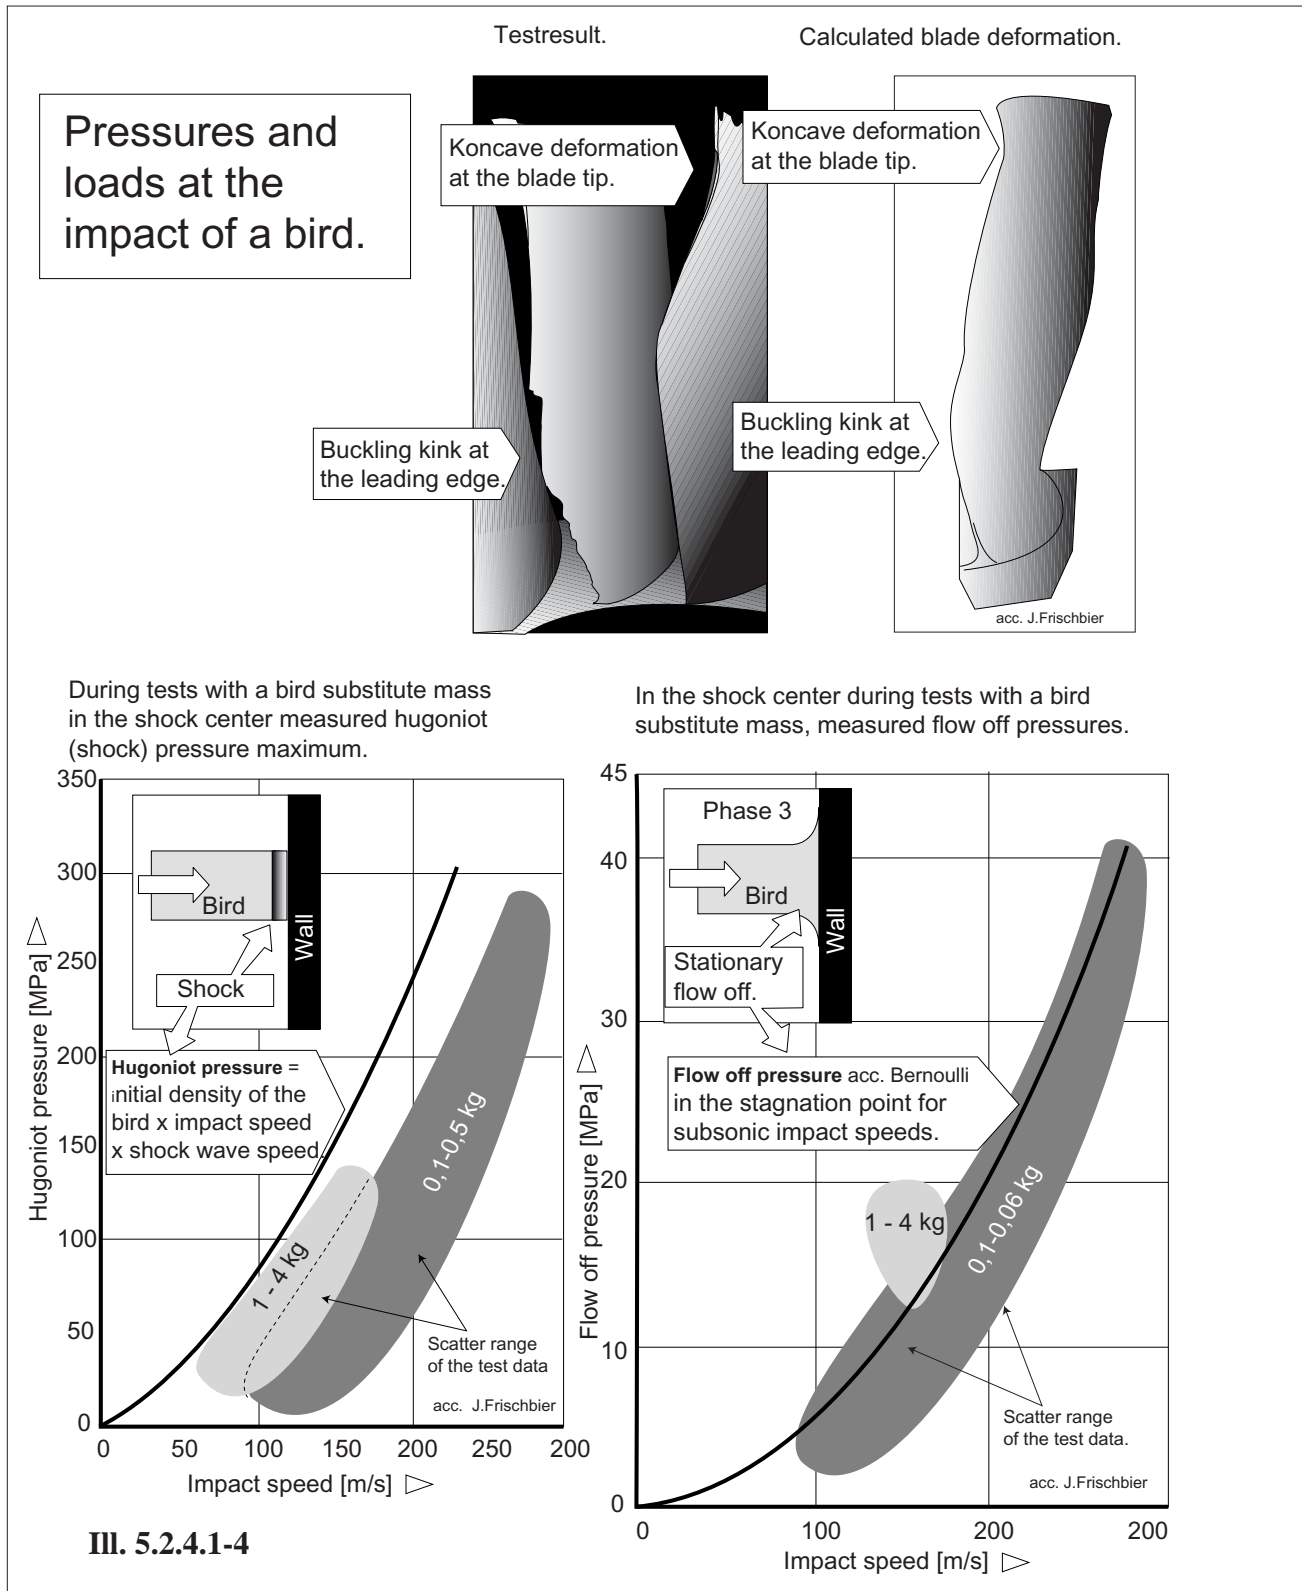 Testresult.
Calculated blade deformation.
Pressures and
loads at the
impact of a bird.
Koncave deformation
at the blade tip.
Koncave deformation
at the blade tip.
Buckling kink at
the leading edge.
Buckling kink at
the leading edge.
acc. J.Frischbier
During tests with a bird substitute mass
in the shock center measured hugoniot
(shock) pressure maximum.
350
300
250
200
150
100
50
0
Hugoniot pressure [MPa]
Bird
Wall
Shock
Hugoniot pressure =
initial density of the
bird x impact speed
x shock wave speed.
1 - 4 kg
0,1-0,5 kg
Scatter range
of the test data
acc. J.Frischbier
0 50 100 150 200 250 200
Impact speed [m/s]
In the shock center during tests with a bird
substitute mass, measured flow off pressures.
45
40
30
20
10
0
Flow off pressure [MPa]
Phase 3
Bird
Wall
Stationary
flow off.
Flow off pressure acc. Bernoulli
in the stagnation point for
subsonic impact speeds.
1 - 4 kg
0,1-0,06 kg
Scatter range
of the test data.
acc. J.Frischbier
0 100 200 200
Impact speed [m/s]
Ill. 5.2.4.1-4